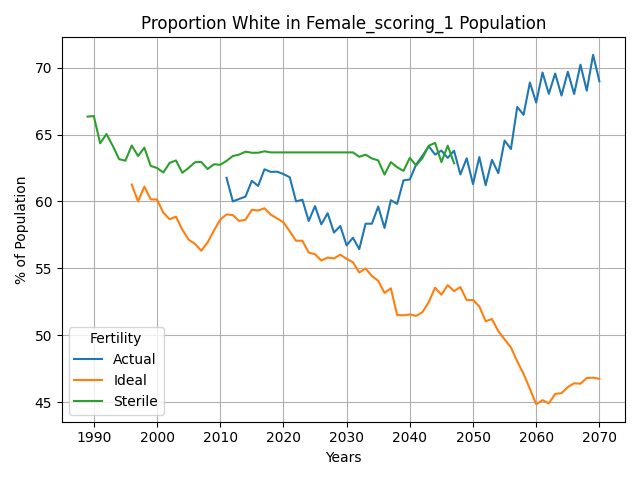 Proportion White in Female_scoring_1 Population
% of Population
70
65
60
55
50
45
Fertility
Actual
Ideal
Sterile
1990 2000 2010 2020 2030 2040 2050 2060 2070
Years